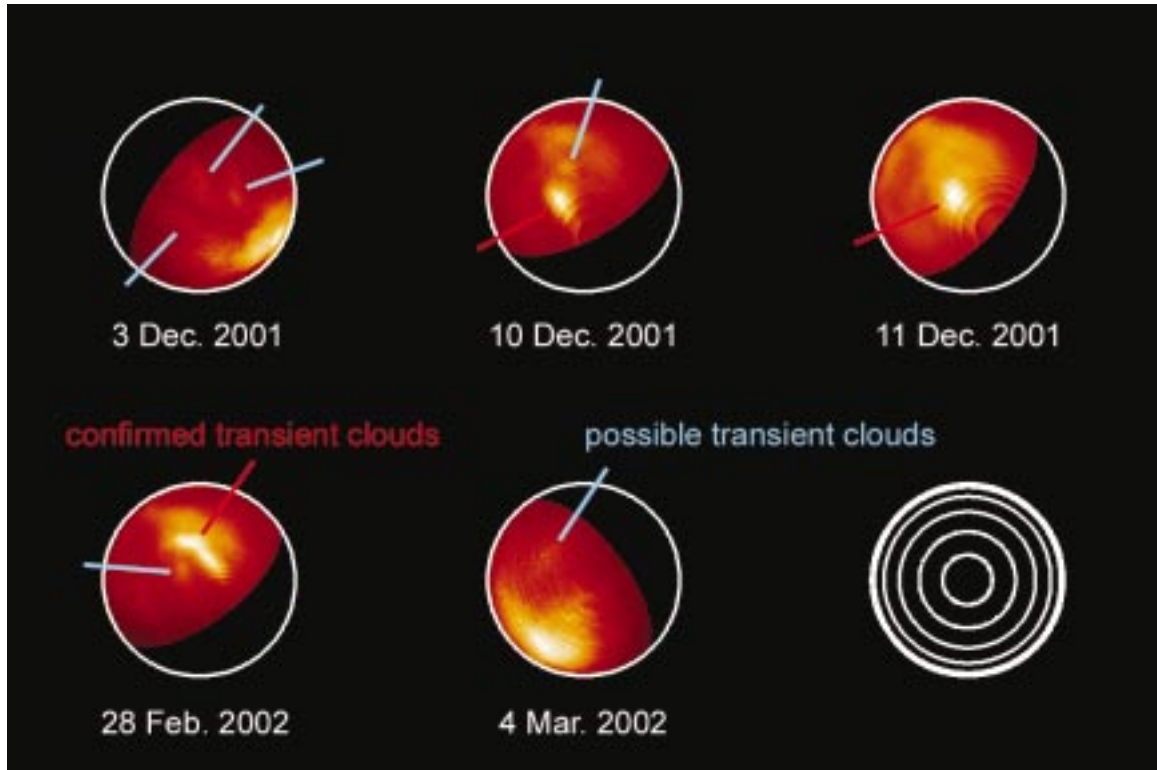 3 Dec. 2001
10 Dec. 2001
11 Dec. 2001
confirmed transient clouds
possible transient clouds
28 Feb. 2002
4 Mar. 2002